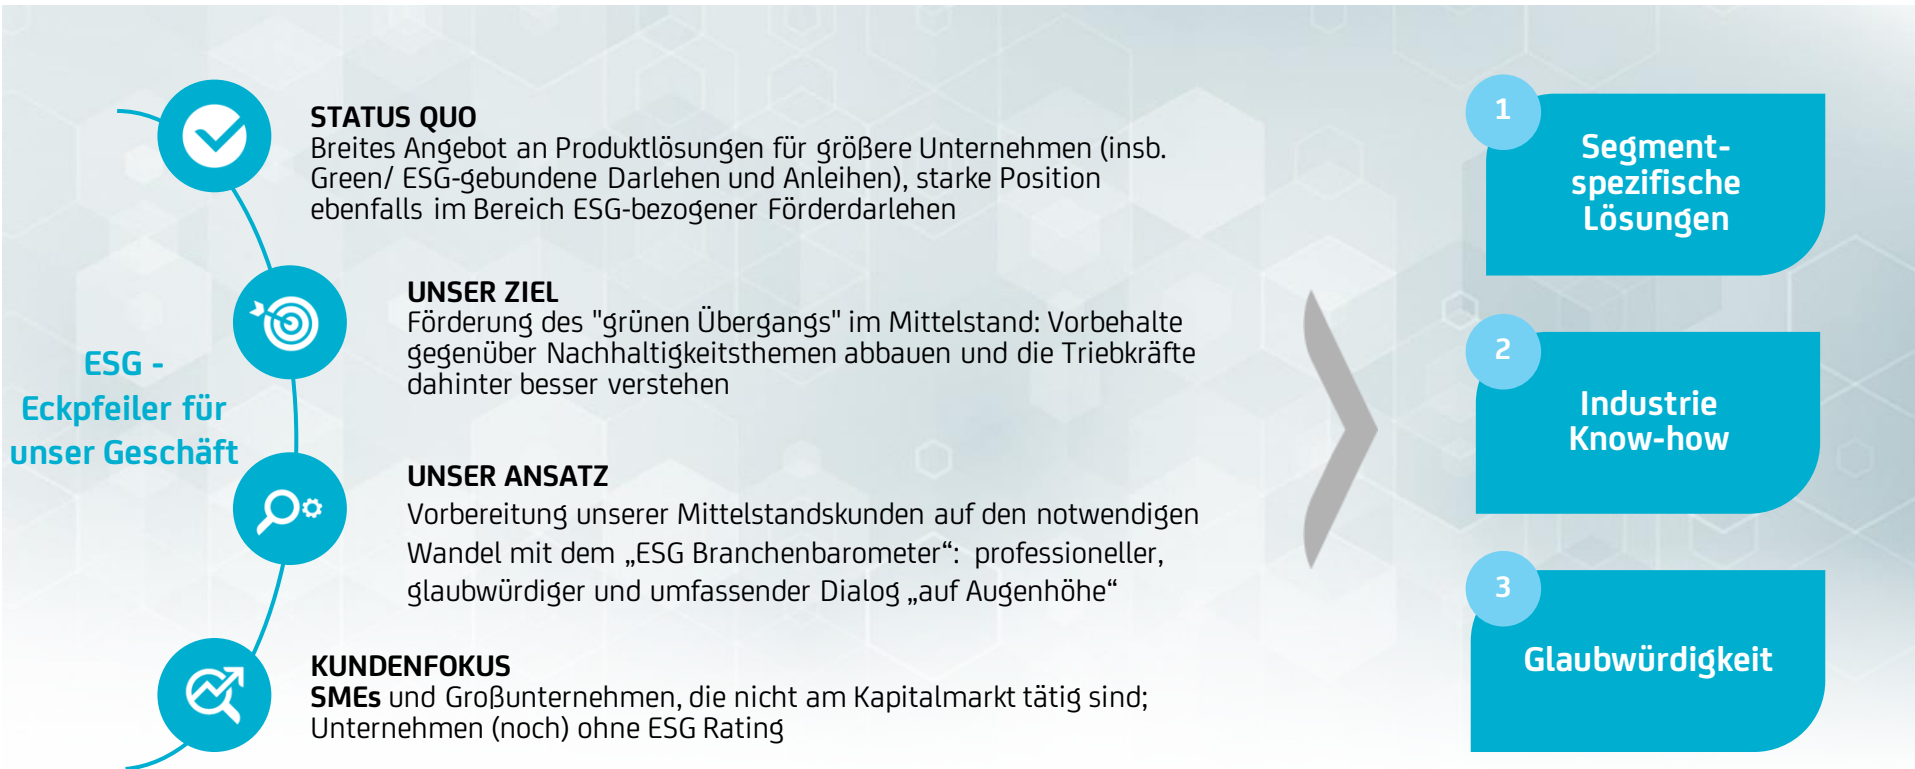 ESG -
Eckpfeiler für
unser Geschäft
STATUS QUO
Breites Angebot an Produktlösungen für größere Unternehmen (insb.
Green/ ESG-gebundene Darlehen und Anleihen), starke Position
ebenfalls im Bereich ESG-bezogener Förderdarlehen
UNSER ZIEL
Förderung des "grünen Übergangs" im Mittelstand: Vorbehalte
gegenüber Nachhaltigkeitsthemen abbauen und die Triebkräfte
dahinter besser verstehen
UNSER ANSATZ
Vorbereitung unserer Mittelstandskunden auf den notwendigen
Wandel mit dem „ESG Branchenbarometer“: professioneller,
glaubwürdiger und umfassender Dialog „auf Augenhöhe“
KUNDENFOKUS
SMEs und Großunternehmen, die nicht am Kapitalmarkt tätig sind;
Unternehmen (noch) ohne ESG Rating
1
Segment-
spezifische
Lösungen
2
Industrie
Know-how
3
Glaubwürdigkeit